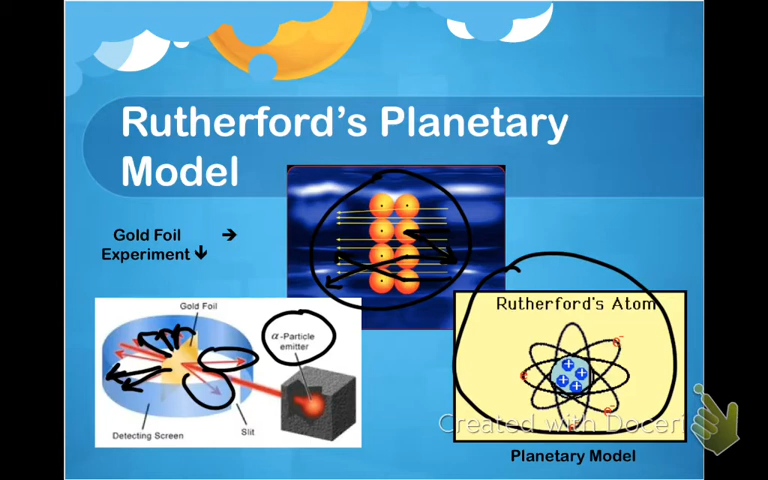 Rutherford's Planetary
Model
Gold Foil →
Experiment ↓
Gold Foil
α-Particle
emitter
Detecting Screen
Slit
Rutherford's Atom
e⁻
+
+
+
+
Created with Doceri
Planetary Model